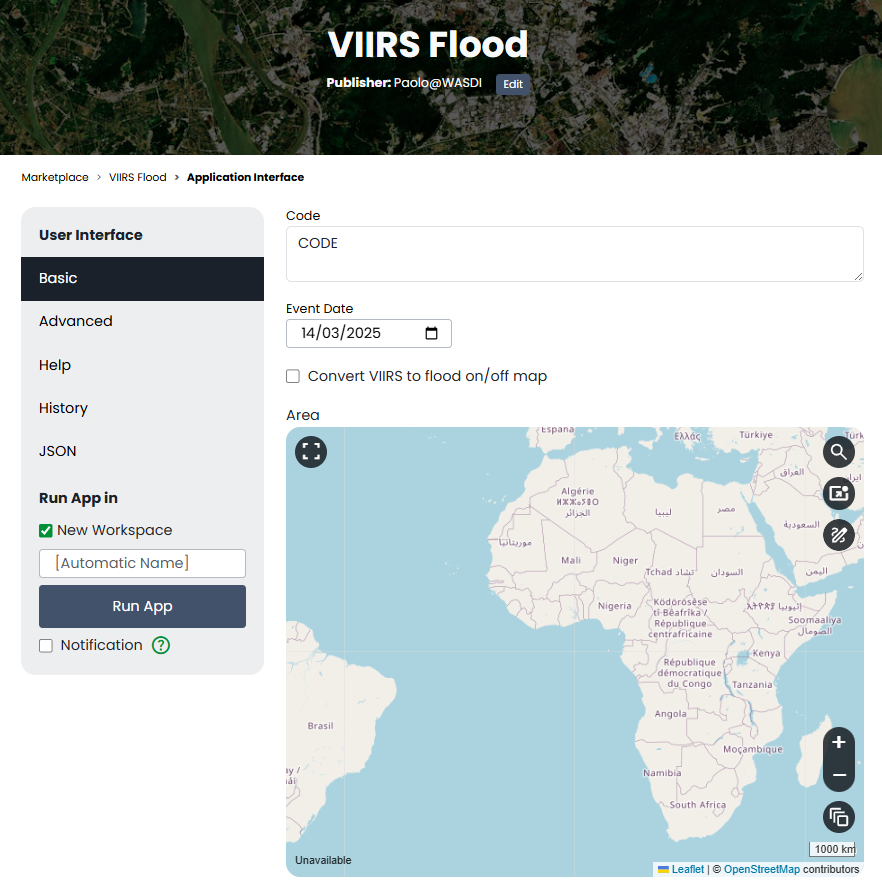 VIIRS Flood
Publisher: Paolo@WASDI Edit
Marketplace > VIIRS Flood > Application Interface
User Interface
Basic
Advanced
Help
History
JSON
Run App in
New Workspace
[Automatic Name]
Run App
Notification ?
Code
CODE
Event Date
14/03/2025
Convert VIIRS to flood on/off map
Area
España
Ελλάς
Türkiye
العراق
Algérie
ⵍⵣⵣⴰⵢⴻⵔ
الجزائر
ليبيا
مصر
السعودية
موريتانيا
Mali
Niger
Tchad تشاد
السودان
اليمن
Nigeria
Ködörösêse
tî Bêafrîka /
République
centrafricaine
ኢትዮጵያ إثيوبيا
Soomaaliya
الصومال
République
démocratique
du Congo
Kenya
Tanzania
Brasil
Angola
Moçambique
Namibia
South Africa
+
−
1000 km
Unavailable
Leaflet | © OpenStreetMap contributors